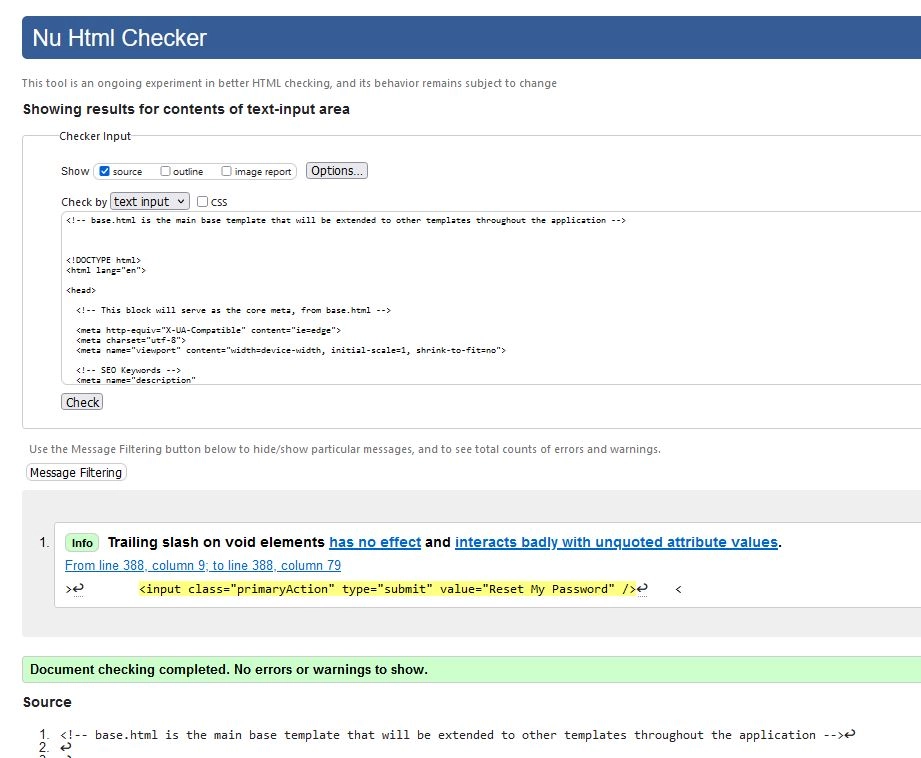 Nu Html Checker
This tool is an ongoing experiment in better HTML checking, and its behavior remains subject to change
Showing results for contents of text-input area
Checker Input
Show source outline image report Options...
Check by text input css
<!-- base.html is the main base template that will be extended to other templates throughout the application -->
<!DOCTYPE html>
<html lang="en">
<head>
<!-- This block will serve as the core meta, from base.html -->
<meta http-equiv="X-UA-Compatible" content="ie=edge">
<meta charset="utf-8">
<meta name="viewport" content="width=device-width, initial-scale=1, shrink-to-fit=no">
<!-- SEO Keywords -->
<meta name="description"
Check
Use the Message Filtering button below to hide/show particular messages, and to see total counts of errors and warnings.
Message Filtering
1. Info Trailing slash on void elements has no effect and interacts badly with unquoted attribute values.
From line 388, column 9; to line 388, column 79
>↩ <input class="primaryAction" type="submit" value="Reset My Password" />↩ <
Document checking completed. No errors or warnings to show.
Source
1. <!-- base.html is the main base template that will be extended to other templates throughout the application -->↩
2. ↩